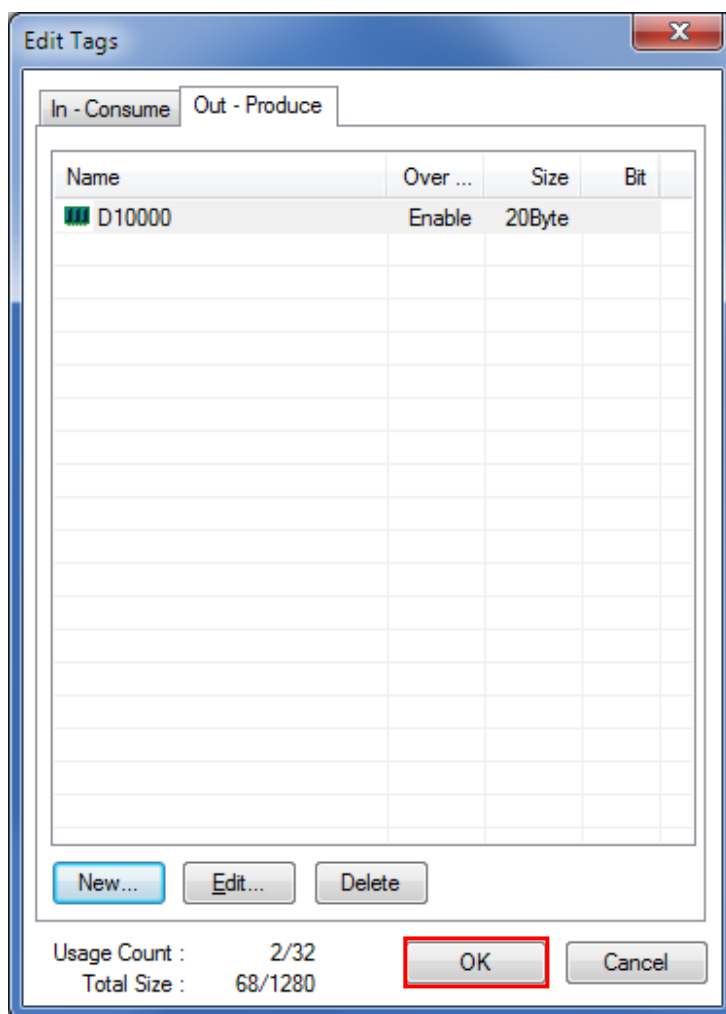 Edit Tags
x
In - Consume Out - Produce
Name Over ... Size Bit
D10000 Enable 20Byte
New... Edit... Delete
Usage Count : 2/32
Total Size : 68/1280
OK Cancel